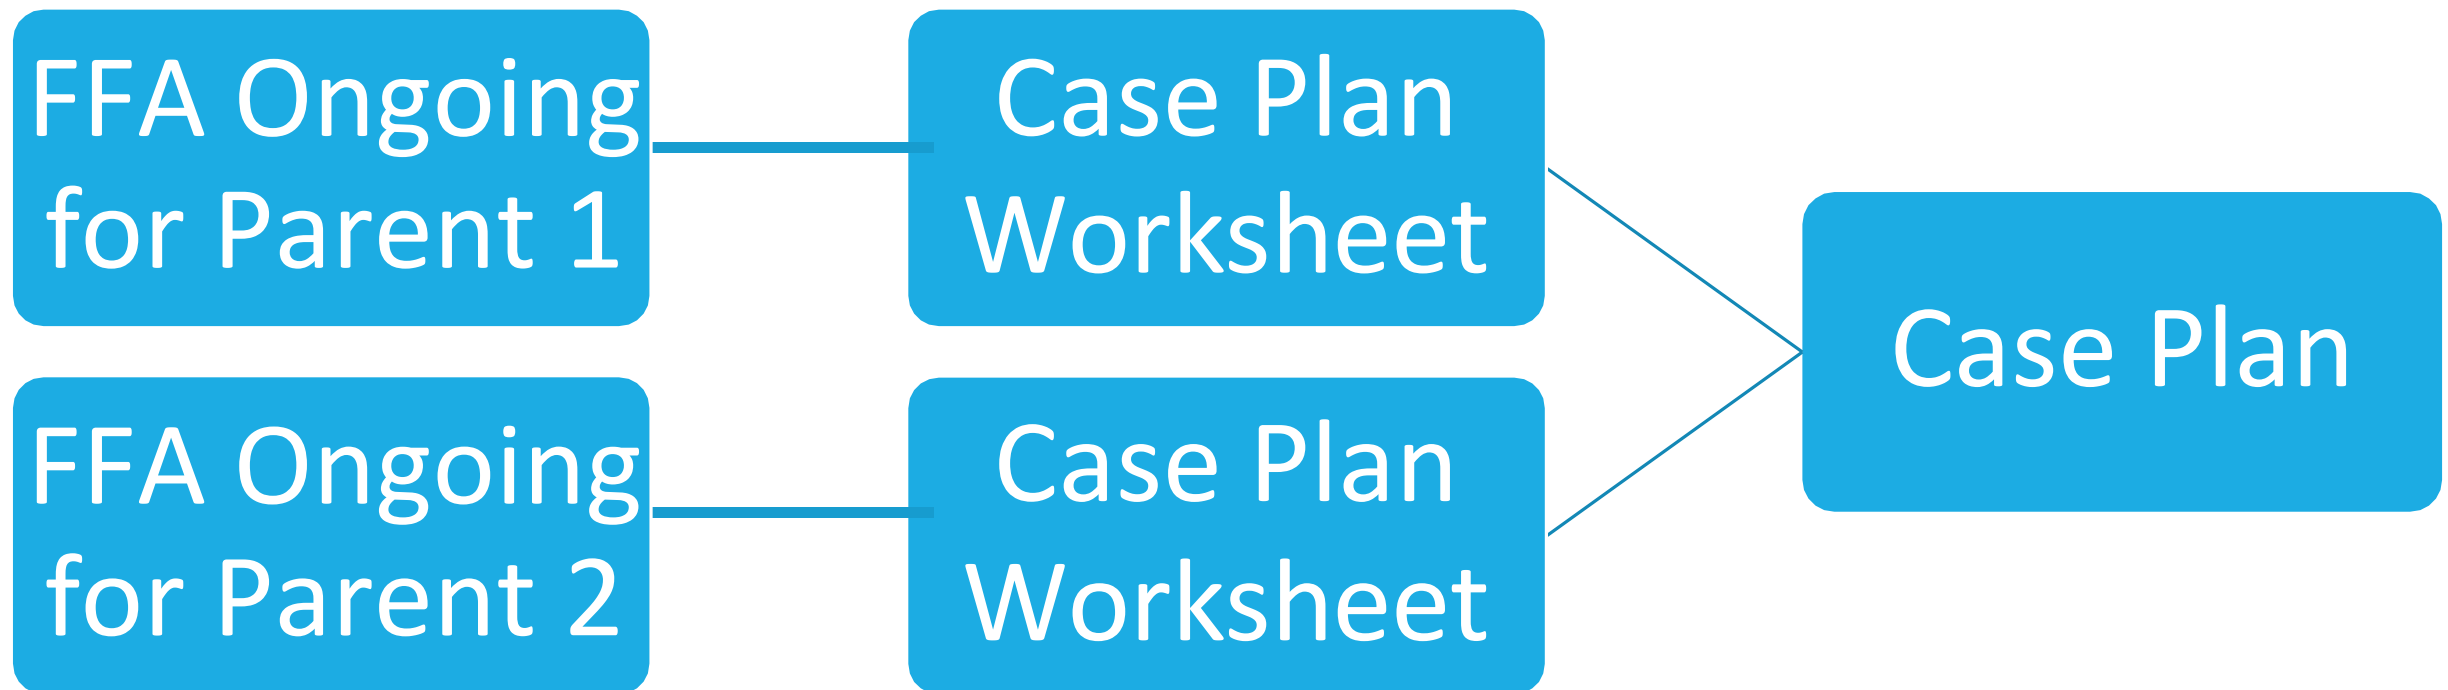 FFA Ongoing
for Parent 1
Case Plan
Worksheet
FFA Ongoing
for Parent 2
Case Plan
Worksheet
Case Plan